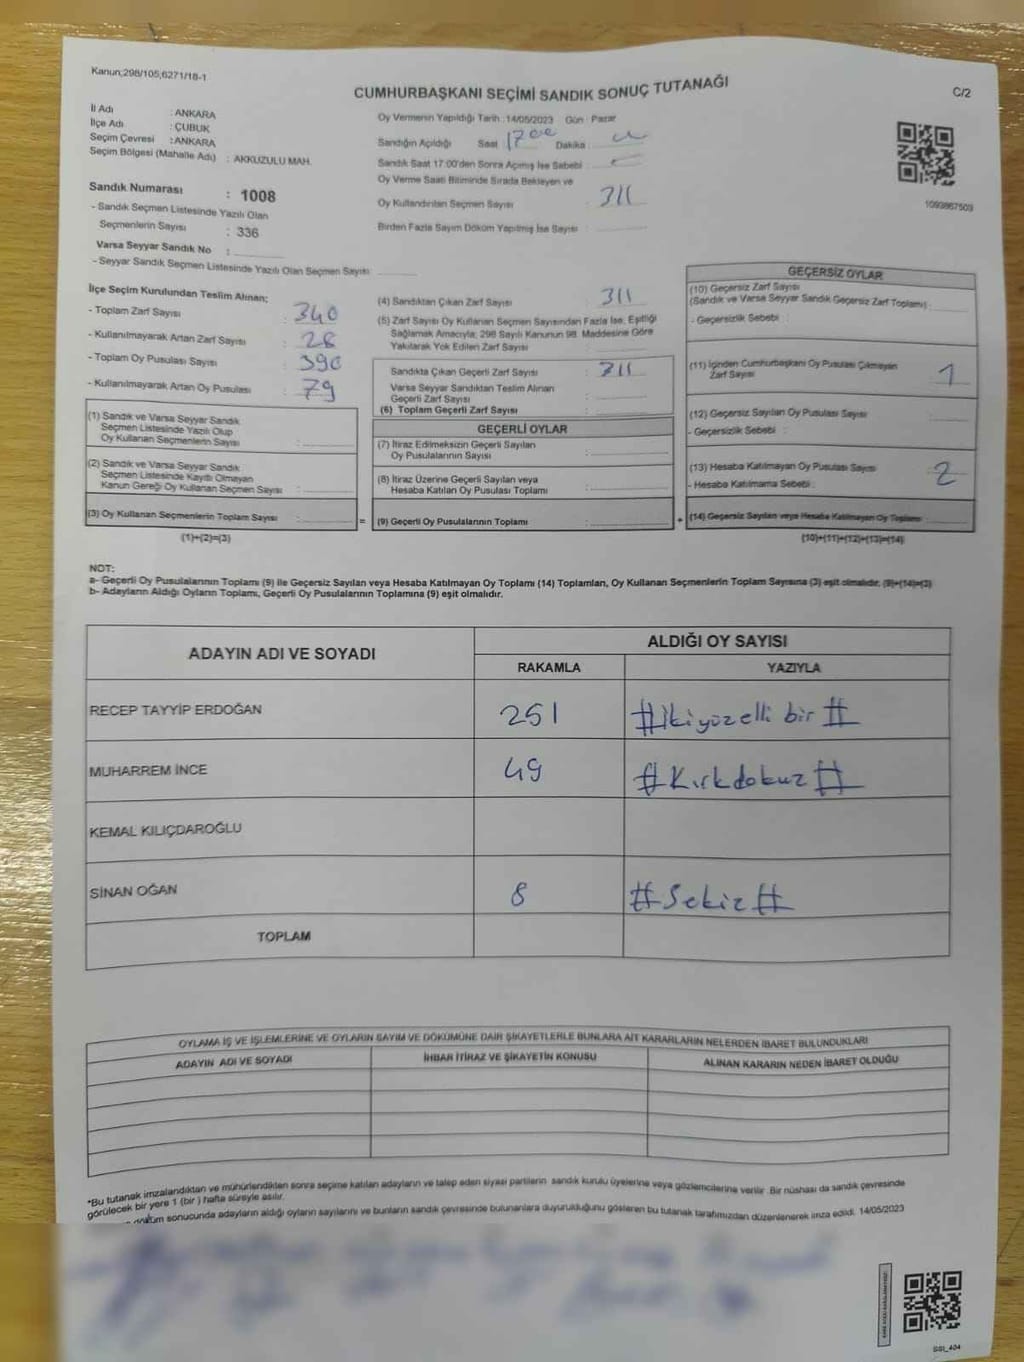 Kanun;298/105;6271/18-1
CUMHURBAŞKANI SEÇİMİ SANDIK SONUÇ TUTANAĞI
C/2
İl Adı : ANKARA
İlçe Adı : ÇUBUK
Seçim Çevresi : ANKARA
Seçim Bölgesi (Mahalle Adı) : AKKUZULU MAH.
Sandık Numarası : 1008
- Sandık Seçmen Listesinde Yazılı Olan
Seçmenlerin Sayısı : 336
Varsa Seyyar Sandık No :
- Seyyar Sandık Seçmen Listesinde Yazılı Olan Seçmen Sayısı
Oy Vermenin Yapıldığı Tarih :14/05/2023 Gün : Pazar
Sandığın Açıldığı Saat 17 00 Dakika
Sandık Saat 17:00'den Sonra Açılmış İse Sebebi
Oy Verme Saati Bitiminde Sırada Bekleyen ve
Oy Kullandırılan Seçmen Sayısı 311
Birden Fazla Sayım Döküm Yapılmış İse Sayısı
1093867509
İlçe Seçim Kurulundan Teslim Alınan;
- Toplam Zarf Sayısı : 340
- Kullanılmayarak Artan Zarf Sayısı : 28
- Toplam Oy Pusulası Sayısı : 390
- Kullanılmayarak Artan Oy Pusulası : 79
(1) Sandık ve Varsa Seyyar Sandık
Seçmen Listesinde Yazılı Olup
Oy Kullanan Seçmenlerin Sayısı :
(2) Sandık ve Varsa Seyyar Sandık
Seçmen Listesinde Kayıtlı Olmayan
Kanun Gereği Oy Kullanan Seçmen Sayısı :
(3) Oy Kullanan Seçmenlerin Toplam Sayısı :
(1)+(2)=(3)
(4) Sandıktan Çıkan Zarf Sayısı : 311
(5) Zarf Sayısı Oy Kullanan Seçmen Sayısından Fazla İse, Eşitliği
Sağlamak Amacıyla; 298 Sayılı Kanunun 98. Maddesine Göre
Yakılarak Yok Edilen Zarf Sayısı :
Sandıkta Çıkan Geçerli Zarf Sayısı : 311
Varsa Seyyar Sandıktan Teslim Alınan
Geçerli Zarf Sayısı :
(6) Toplam Geçerli Zarf Sayısı :
GEÇERLİ OYLAR
(7) İtiraz Edilmeksizin Geçerli Sayılan
Oy Pusulalarının Sayısı :
(8) İtiraz Üzerine Geçerli Sayılan veya
Hesaba Katılan Oy Pusulası Toplamı :
= (9) Geçerli Oy Pusulalarının Toplamı :
GEÇERSİZ OYLAR
(10) Geçersiz Zarf Sayısı
(Sandık ve Varsa Seyyar Sandık Geçersiz Zarf Toplamı) :
- Geçersizlik Sebebi :
(11) İçinden Cumhurbaşkanı Oy Pusulası Çıkmayan
Zarf Sayısı 1
(12) Geçersiz Sayılan Oy Pusulası Sayısı
- Geçersizlik Sebebi :
(13) Hesaba Katılmayan Oy Pusulası Sayısı 2
- Hesaba Katılmama Sebebi :
+ (14) Geçersiz Sayılan veya Hesaba Katılmayan Oy Toplamı
(10)+(11)+(12)+(13)=(14)
NOT:
a- Geçerli Oy Pusulalarının Toplamı (9) ile Geçersiz Sayılan veya Hesaba Katılmayan Oy Toplamı (14) Toplamları, Oy Kullanan Seçmenlerin Toplam Sayısına (3) eşit olmalıdır. (9)+(14)=(3)
b- Adayların Aldığı Oyların Toplamı, Geçerli Oy Pusulalarının Toplamına (9) eşit olmalıdır.
ADAYIN ADI VE SOYADI
ALDIĞI OY SAYISI
RAKAMLA
YAZIYLA
RECEP TAYYİP ERDOĞAN 251 #ikiyüzelli bir#
MUHARREM İNCE 49 #Kırkdokuz#
KEMAL KILIÇDAROĞLU
SİNAN OĞAN 8 #Sekiz#
TOPLAM
OYLAMA İŞ VE İŞLEMLERİNE VE OYLARIN SAYIM VE DÖKÜMÜNE DAİR ŞİKAYETLERLE BUNLARA AİT KARARLARIN NELERDEN İBARET BULUNDUKLARI
ADAYIN ADI VE SOYADI
İHBAR İTİRAZ VE ŞİKAYETİN KONUSU
ALINAN KARARIN NEDEN İBARET OLDUĞU
*Bu tutanak imzalandıktan ve mühürlendikten sonra seçime katılan adayların ve talep eden siyasi partilerin sandık kurulu üyelerine veya gözlemcilerine verilir. Bir nüshası da sandık çevresinde
görülecek bir yere 1 (bir ) hafta süreyle asılır.
döküm sonucunda adayların aldığı oyların sayılarını ve bunların sandık çevresinde bulunanlara duyurulduğunu gösteren bu tutanak tarafımızdan düzenlenerek imza edildi. 14/05/2023